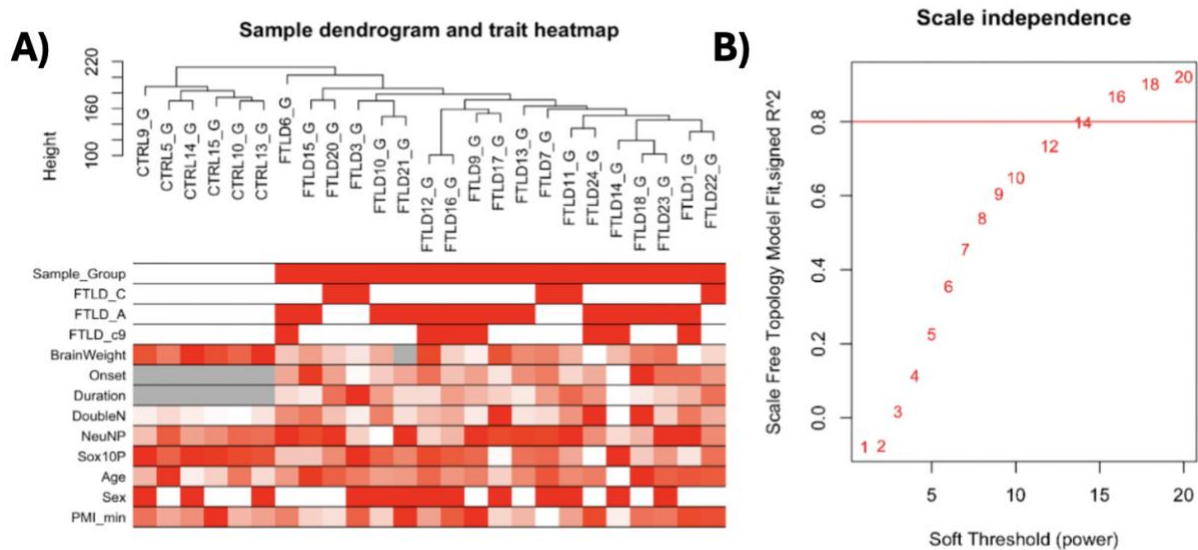 A)
Sample dendrogram and trait heatmap
Height
220
160
100
CTRL9_G
CTRL5_G
CTRL14_G
CTRL15_G
CTRL10_G
CTRL13_G
FTLD6_G
FTLD15_G
FTLD20_G
FTLD3_G
FTLD10_G
FTLD21_G
FTLD12_G
FTLD16_G
FTLD9_G
FTLD17_G
FTLD13_G
FTLD7_G
FTLD11_G
FTLD24_G
FTLD14_G
FTLD18_G
FTLD23_G
FTLD1_G
FTLD22_G
Sample_Group
FTLD_C
FTLD_A
FTLD_c9
BrainWeight
Onset
Duration
DoubleN
NeuNP
Sox10P
Age
Sex
PMI_min
B)
Scale independence
Scale Free Topology Model Fit,signed R^2
0.8
0.6
0.4
0.2
0.0
1
2
3
4
5
6
7
8
9
10
12
14
16
18
20
5 10 15 20
Soft Threshold (power)